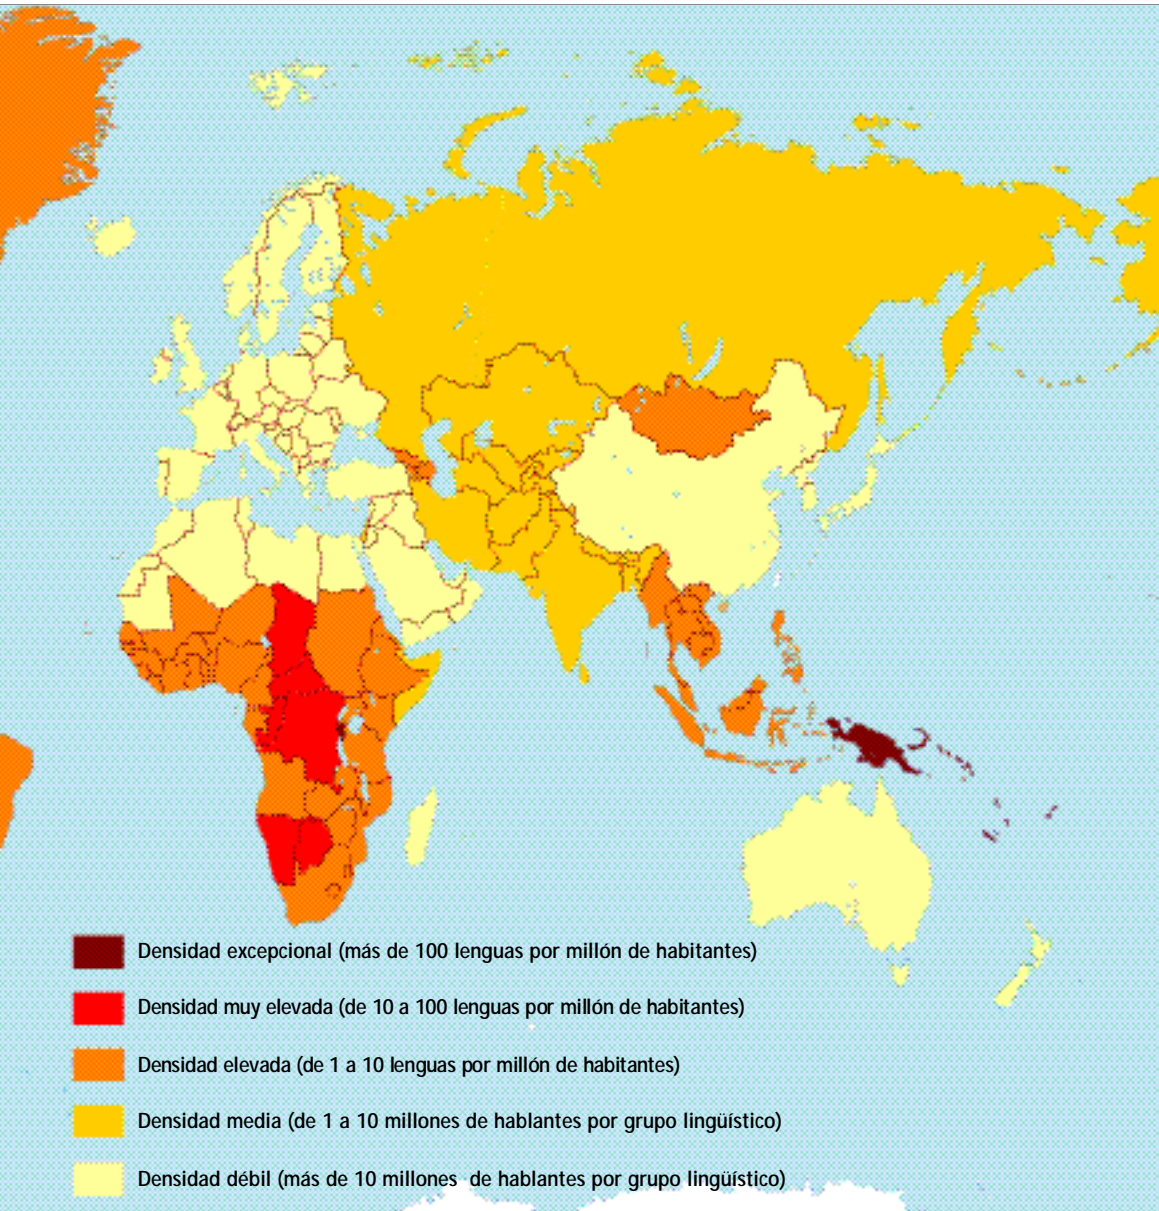 Densidad excepcional (más de 100 lenguas por millón de habitantes)
Densidad muy elevada (de 10 a 100 lenguas por millón de habitantes)
Densidad elevada (de 1 a 10 lenguas por millón de habitantes)
Densidad media (de 1 a 10 millones de hablantes por grupo lingüístico)
Densidad débil (más de 10 millones de hablantes por grupo lingüístico)